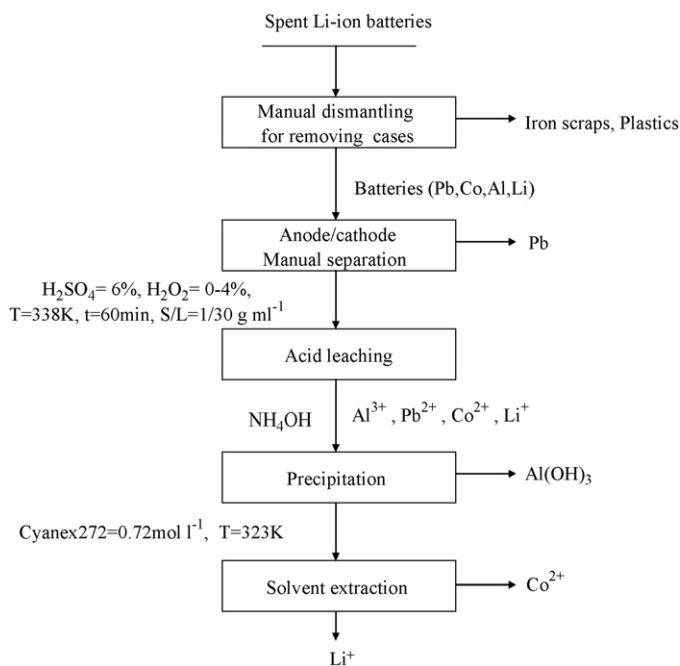 Spent Li-ion batteries
Manual dismantling
for removing cases
Iron scraps, Plastics
Batteries (Pb,Co,Al,Li)
Anode/cathode
Manual separation
Pb
H₂SO₄= 6%, H₂O₂= 0-4%,
T=338K, t=60min, S/L=1/30 g ml⁻¹
Acid leaching
NH₄OH
Al³⁺ , Pb²⁺ , Co²⁺ , Li⁺
Precipitation
Al(OH)₃
Cyanex272=0.72mol l⁻¹, T=323K
Solvent extraction
Co²⁺
Li⁺